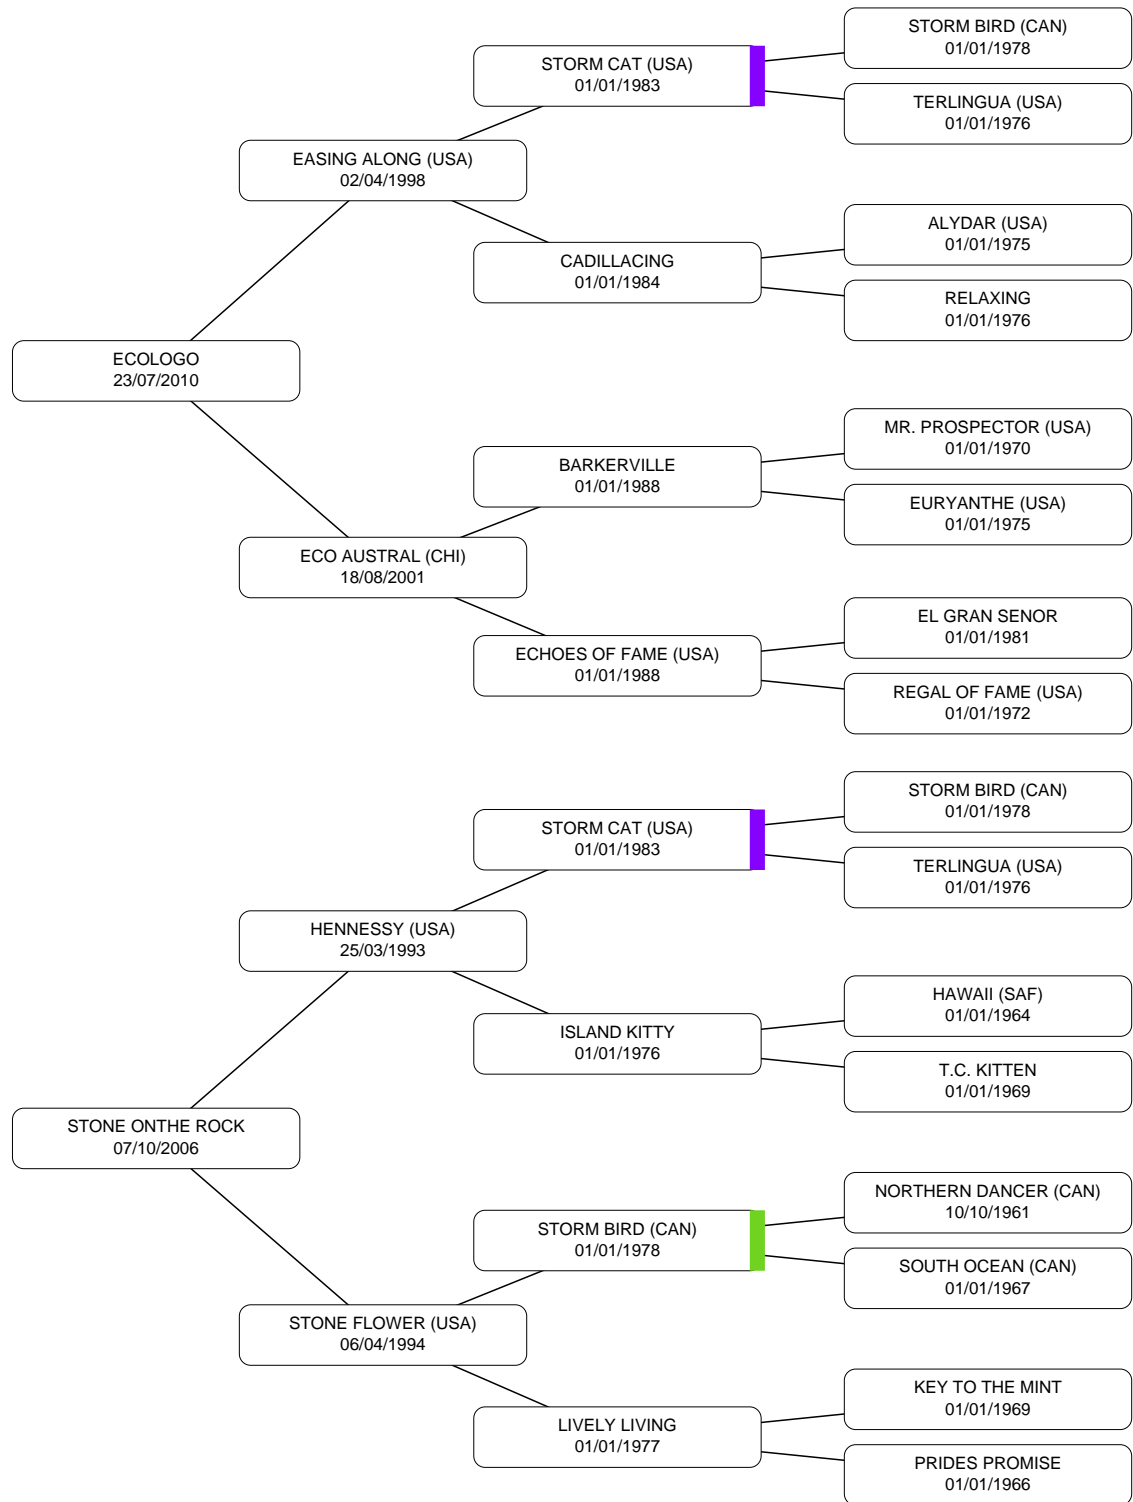 STORM BIRD (CAN)
01/01/1978
STORM CAT (USA)
01/01/1983
TERLINGUA (USA)
01/01/1976
EASING ALONG (USA)
02/04/1998
ALYDAR (USA)
01/01/1975
CADILLACING
01/01/1984
RELAXING
01/01/1976
ECOLOGO
23/07/2010
MR. PROSPECTOR (USA)
01/01/1970
BARKERVILLE
01/01/1988
EURYANTHE (USA)
01/01/1975
ECO AUSTRAL (CHI)
18/08/2001
EL GRAN SENOR
01/01/1981
ECHOES OF FAME (USA)
01/01/1988
REGAL OF FAME (USA)
01/01/1972
STORM BIRD (CAN)
01/01/1978
STORM CAT (USA)
01/01/1983
TERLINGUA (USA)
01/01/1976
HENNESSY (USA)
25/03/1993
HAWAII (SAF)
01/01/1964
ISLAND KITTY
01/01/1976
T.C. KITTEN
01/01/1969
STONE ONTHE ROCK
07/10/2006
NORTHERN DANCER (CAN)
10/10/1961
STORM BIRD (CAN)
01/01/1978
SOUTH OCEAN (CAN)
01/01/1967
STONE FLOWER (USA)
06/04/1994
KEY TO THE MINT
01/01/1969
LIVELY LIVING
01/01/1977
PRIDES PROMISE
01/01/1966